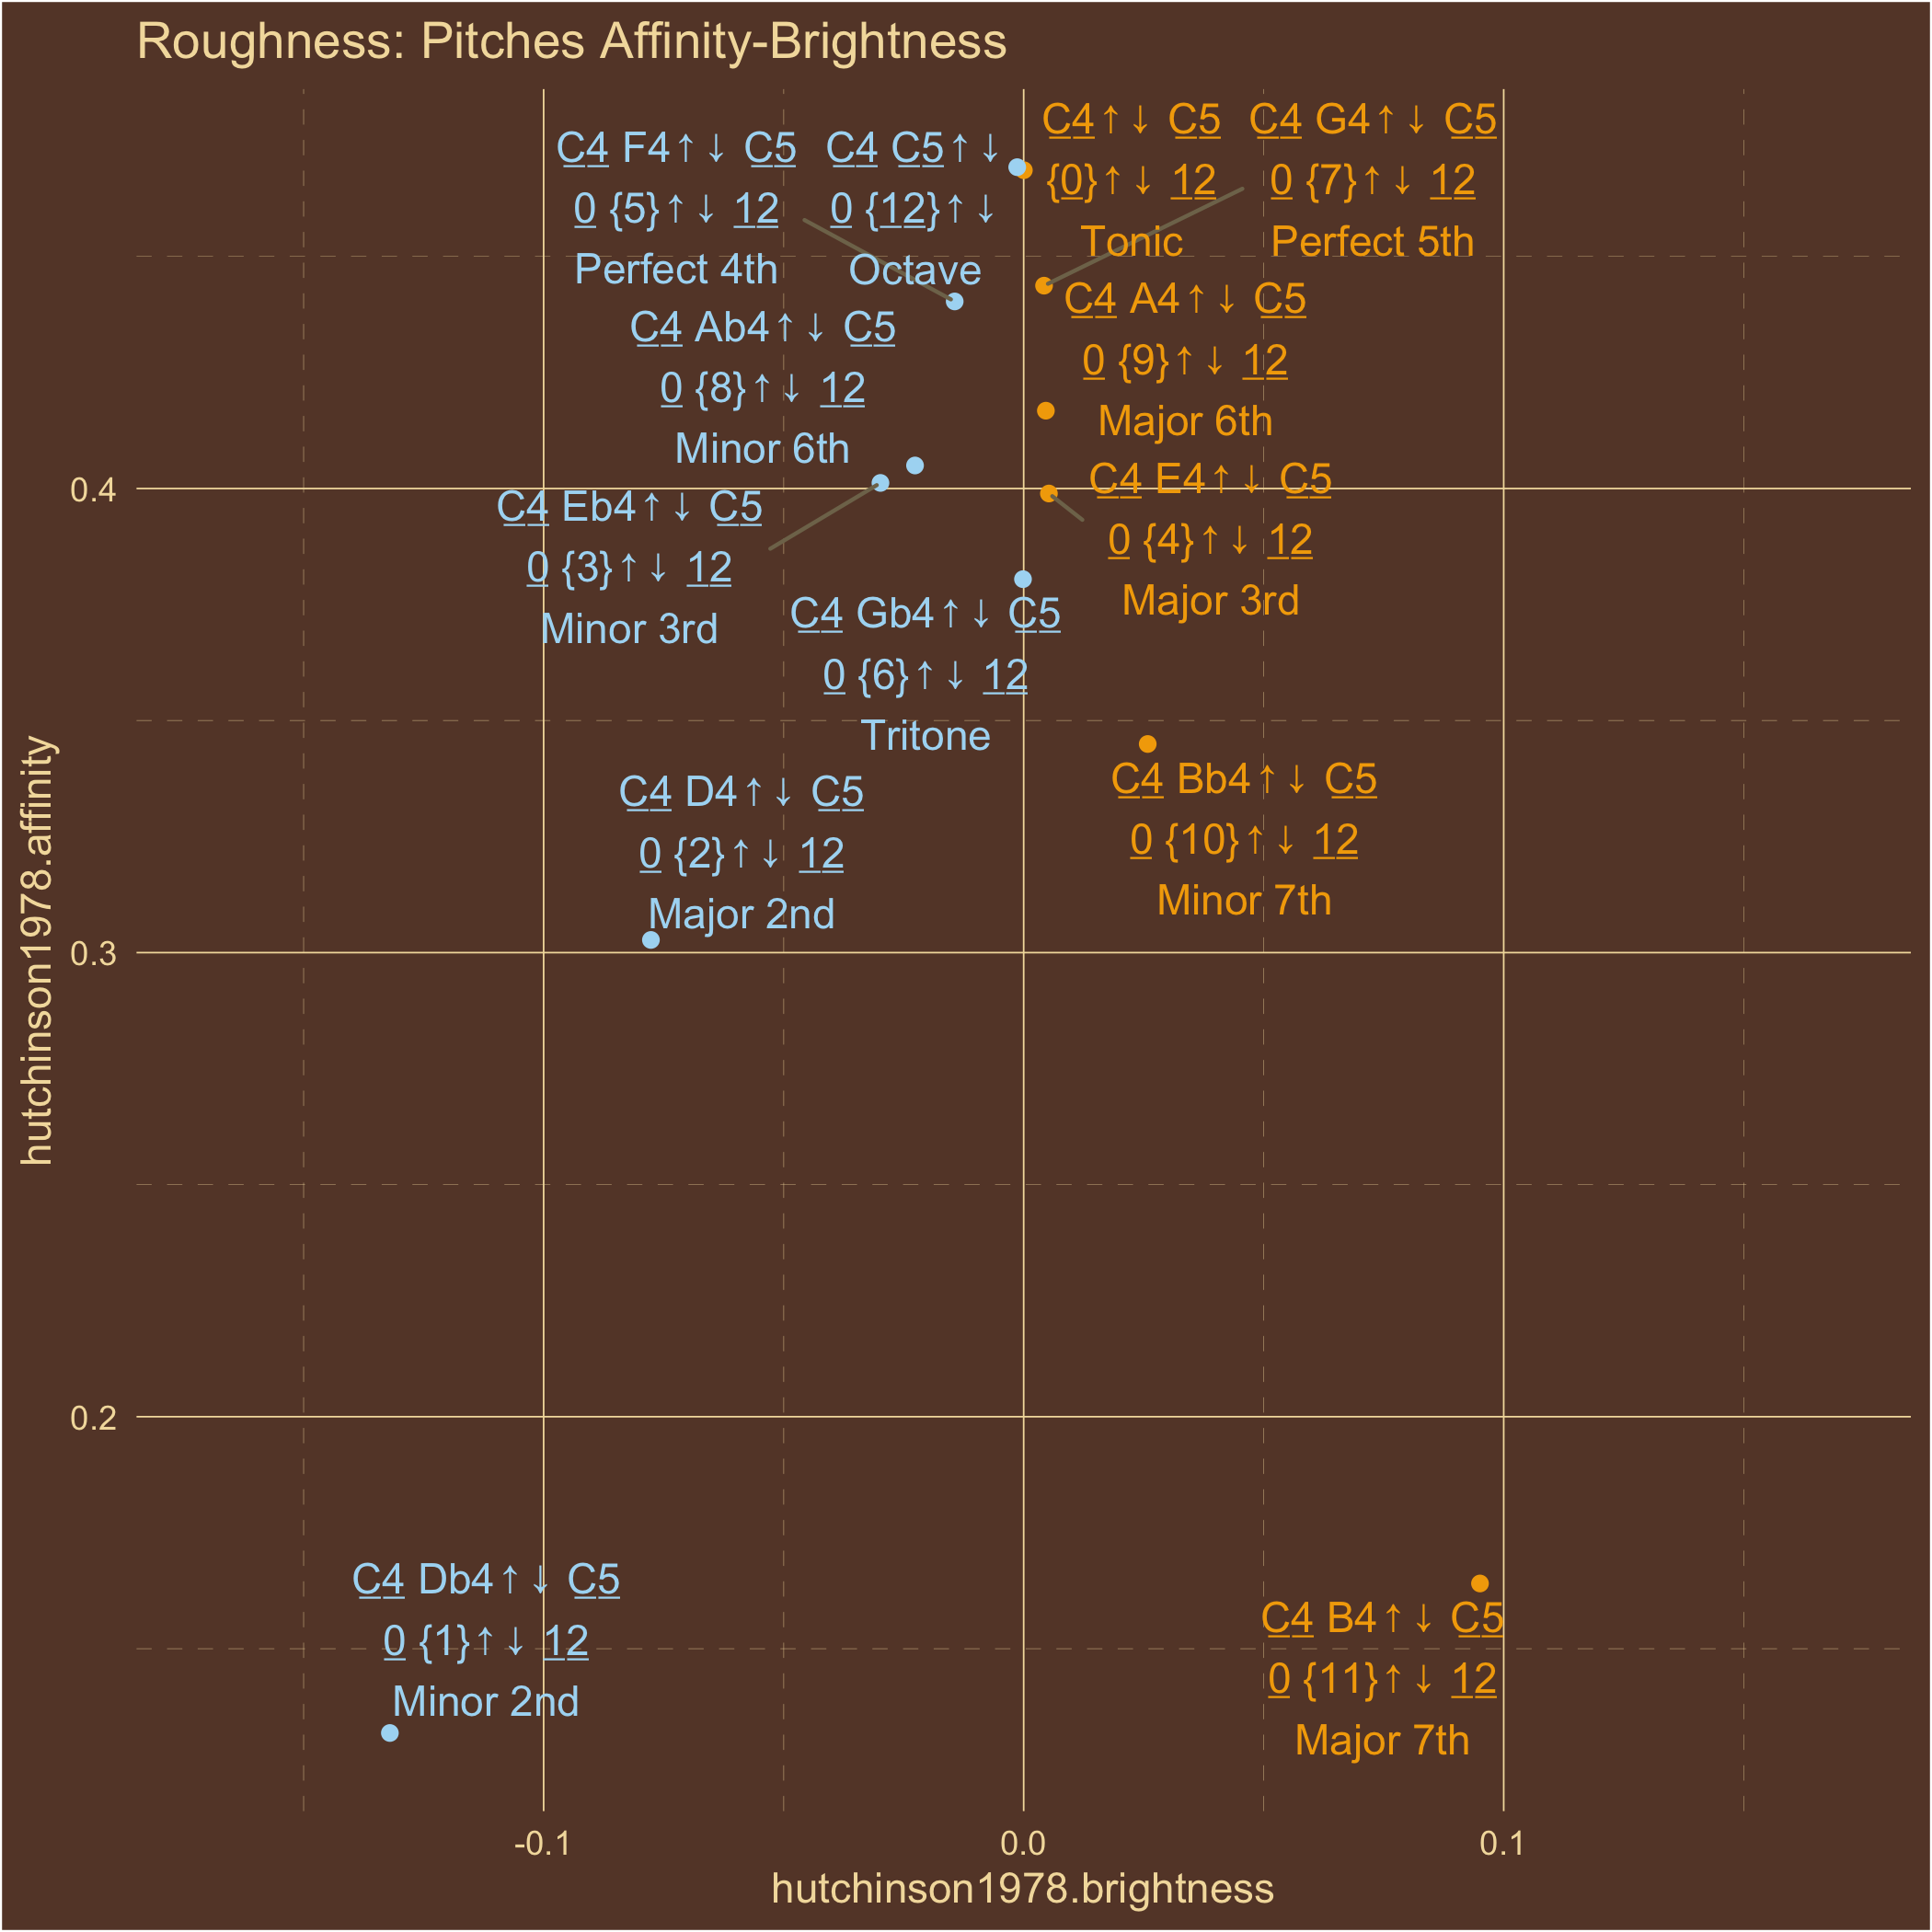 Roughness: Pitches Affinity-Brightness
C4↑↓ C5
{0}↑↓ 12
Tonic
C4 G4↑↓ C5
0 {7}↑↓ 12
Perfect 5th
C4 F4↑↓ C5
0 {5}↑↓ 12
Perfect 4th
C4 C5↑↓
0 {12}↑↓
Octave
C4 A4↑↓ C5
0 {9}↑↓ 12
Major 6th
C4 Ab4↑↓ C5
0 {8}↑↓ 12
Minor 6th
C4 E4↑↓ C5
0 {4}↑↓ 12
Major 3rd
C4 Eb4↑↓ C5
0 {3}↑↓ 12
Minor 3rd
C4 Gb4↑↓ C5
0 {6}↑↓ 12
Tritone
C4 Bb4↑↓ C5
0 {10}↑↓ 12
Minor 7th
C4 D4↑↓ C5
0 {2}↑↓ 12
Major 2nd
C4 Db4↑↓ C5
0 {1}↑↓ 12
Minor 2nd
C4 B4↑↓ C5
0 {11}↑↓ 12
Major 7th
0.4
0.3
0.2
hutchinson1978.affinity
-0.1
0.0
0.1
hutchinson1978.brightness